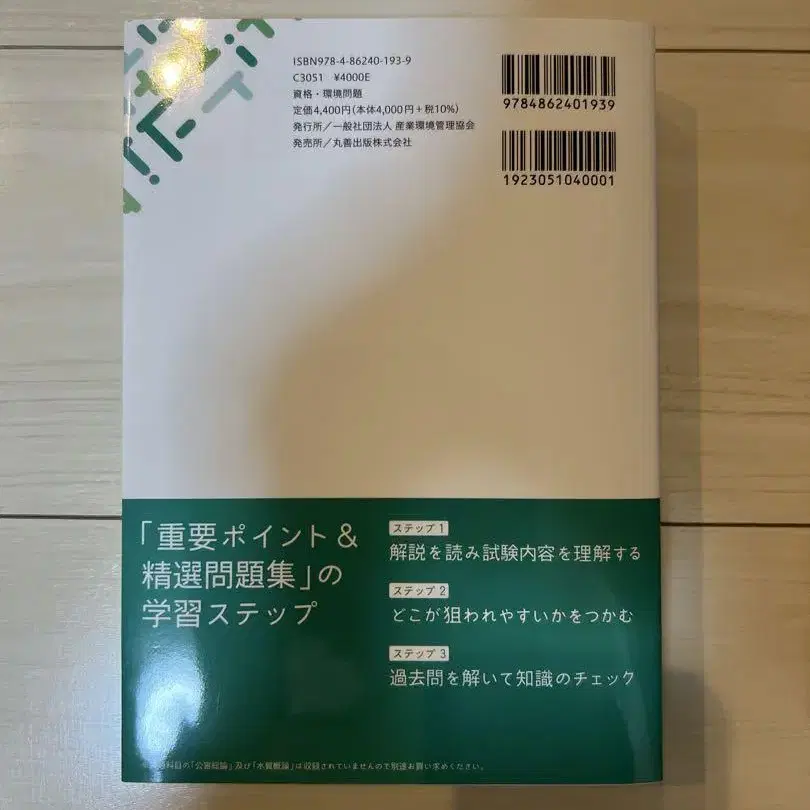 ISBN978-4-86240-193-9
C3051 ¥4000E
資格・環境問題
定価4,400円(本体4,000円+税10%)
発行所/一般社団法人 産業環境管理協会
発売所/丸善出版株式会社
9784862401939
1923051040001
「重要ポイント&
精選問題集」の
学習ステップ
ステップ1
解説を読み試験内容を理解する
ステップ2
どこが狙われやすいかをつかむ
ステップ3
過去問を解いて知識のチェック
科目の「公害総論」及び「水質概論」は収録されていませんので別途お買い求めください。